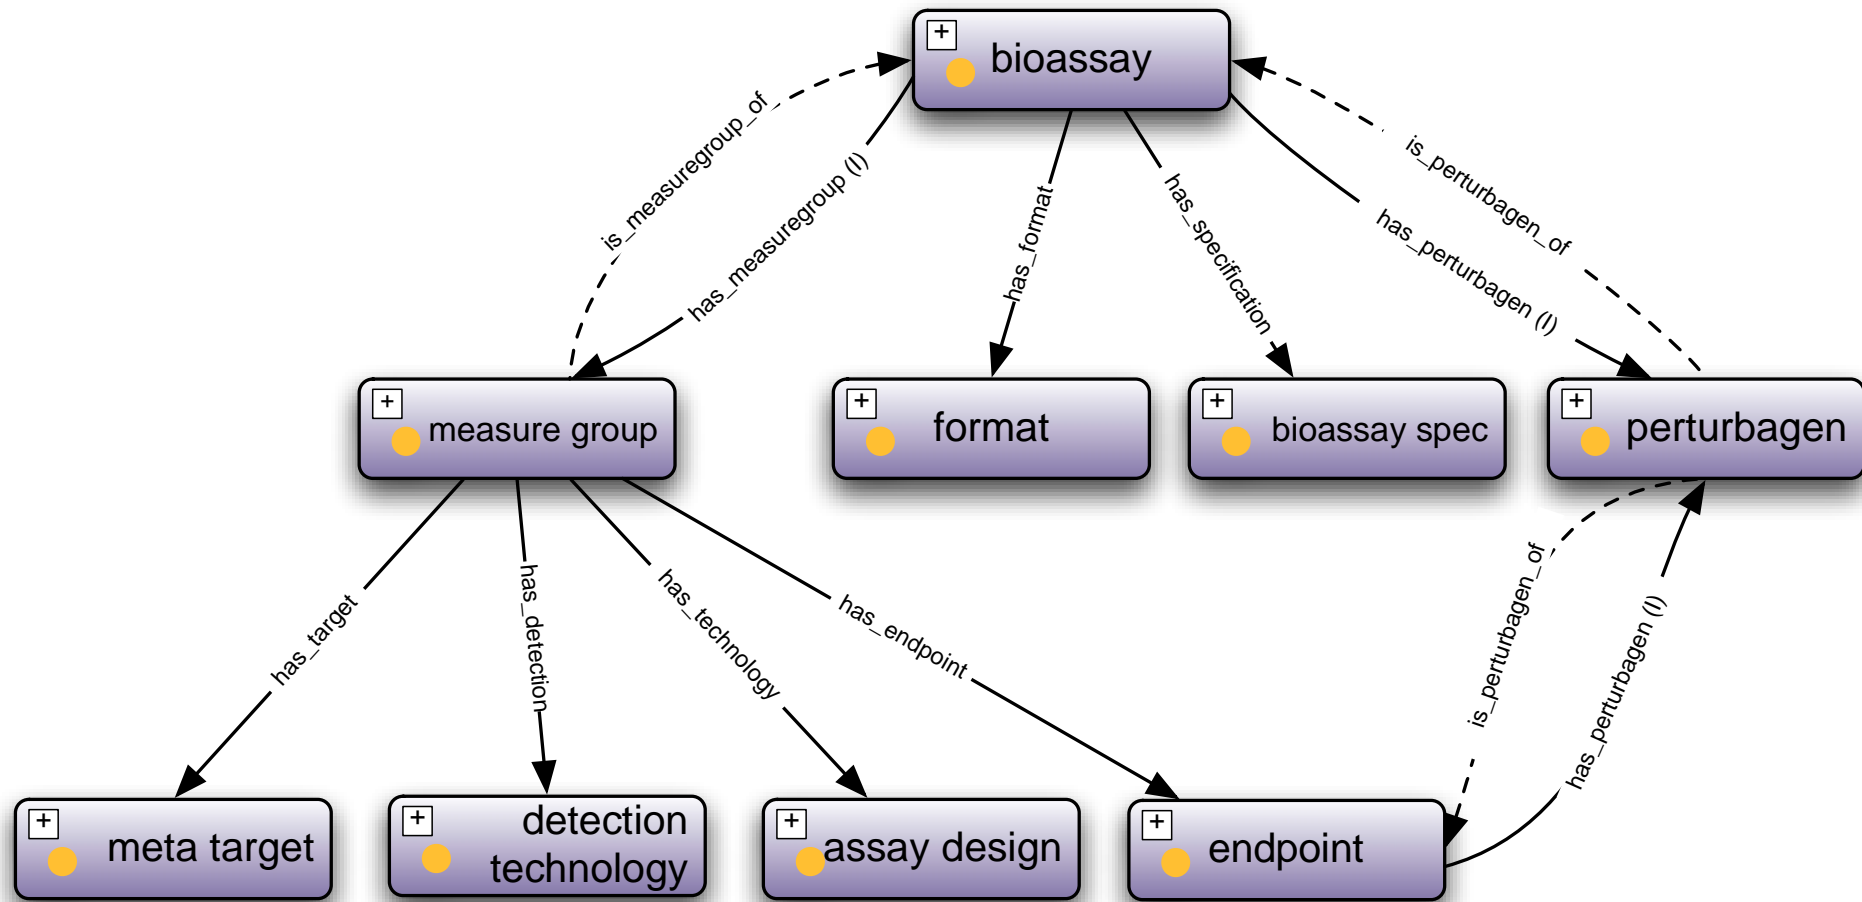 +
bioassay
is_measuregroup_of
has_measuregroup (I)
has_format
has_specification
has_perturbagen (I)
is_perturbagen_of
+
measure group
+
format
+
bioassay spec
+
perturbagen
has_target
has_detection
has_technology
has_endpoint
is_perturbagen_of
has_perturbagen (I)
+
meta target
+
detection
technology
+
assay design
+
endpoint